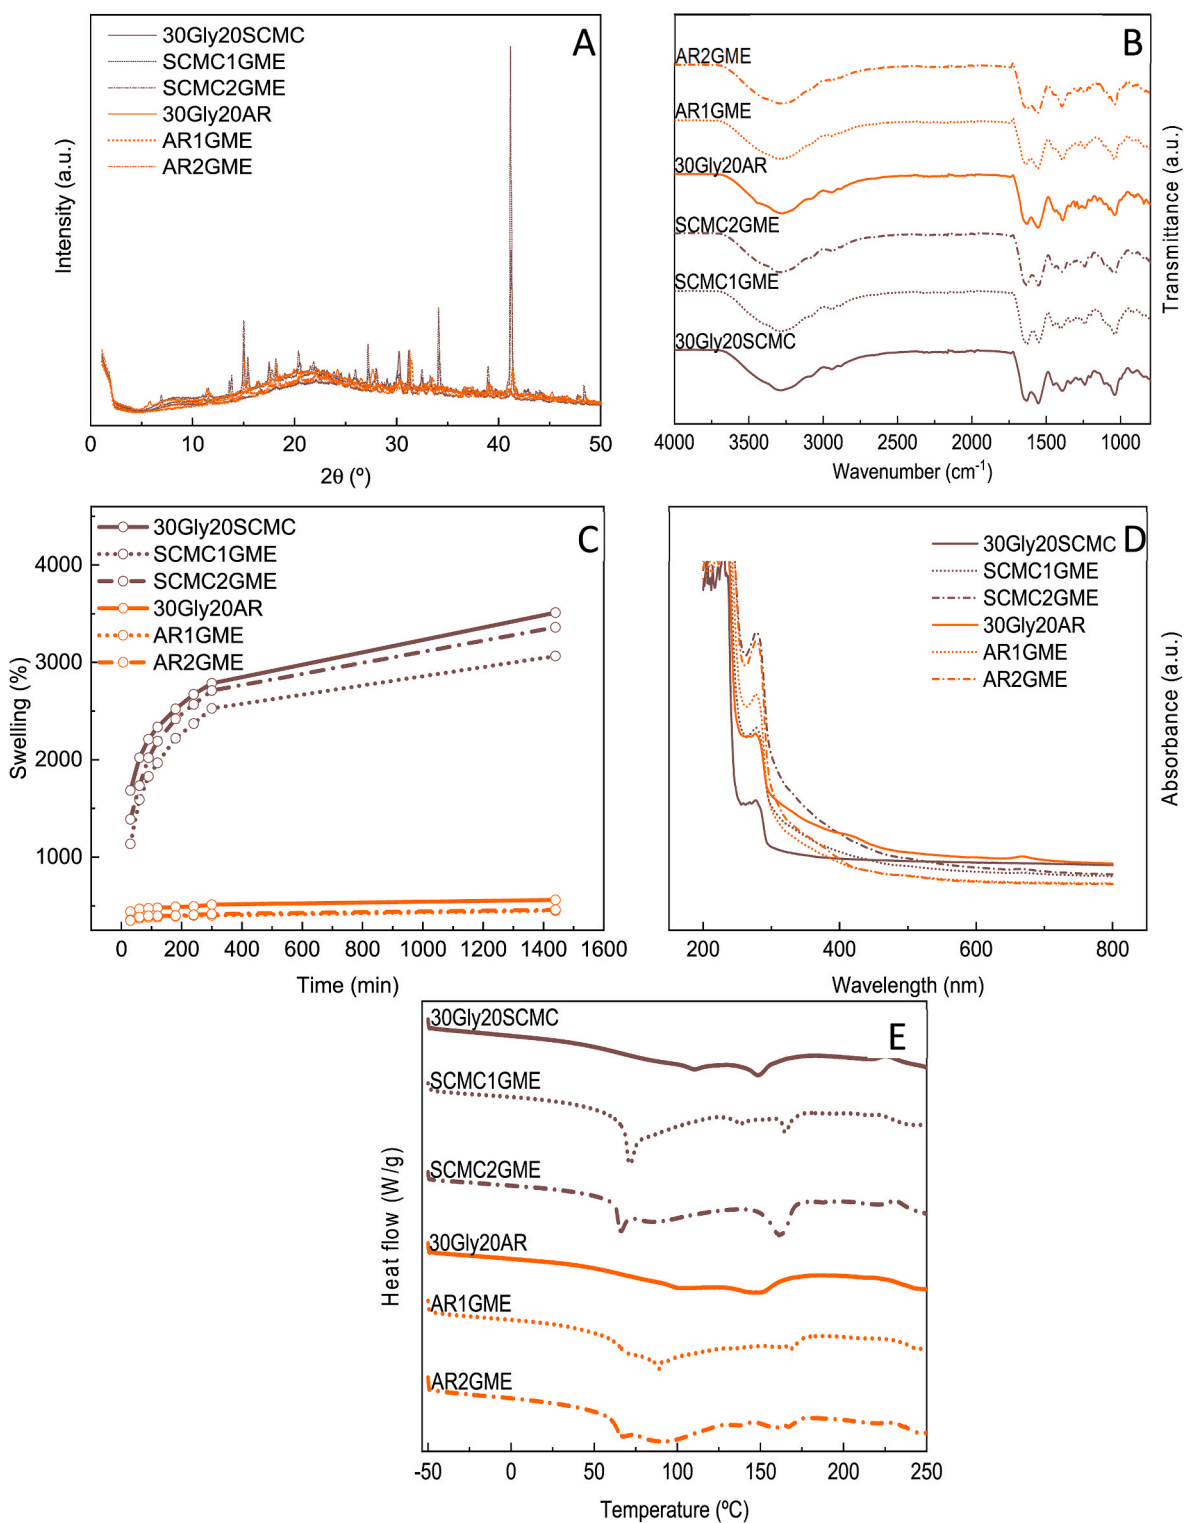 30Gly20SCMC
SCMC1GME
SCMC2GME
30Gly20AR
AR1GME
AR2GME
A
Intensity (a.u.)
0 10 20 30 40 50
2θ (º)
B
AR2GME
AR1GME
30Gly20AR
SCMC2GME
SCMC1GME
30Gly20SCMC
Transmittance (a.u.)
4000 3500 3000 2500 2000 1500 1000
Wavenumber (cm-1)
30Gly20SCMC
SCMC1GME
SCMC2GME
30Gly20AR
AR1GME
AR2GME
C
4000
3000
2000
1000
Swelling (%)
0 200 400 600 800 1000 1200 1400 1600
Time (min)
D
30Gly20SCMC
SCMC1GME
SCMC2GME
30Gly20AR
AR1GME
AR2GME
Absorbance (a.u.)
200 400 600 800
Wavelength (nm)
E
30Gly20SCMC
SCMC1GME
SCMC2GME
30Gly20AR
AR1GME
AR2GME
Heat flow (W/g)
-50 0 50 100 150 200 250
Temperature (ºC)